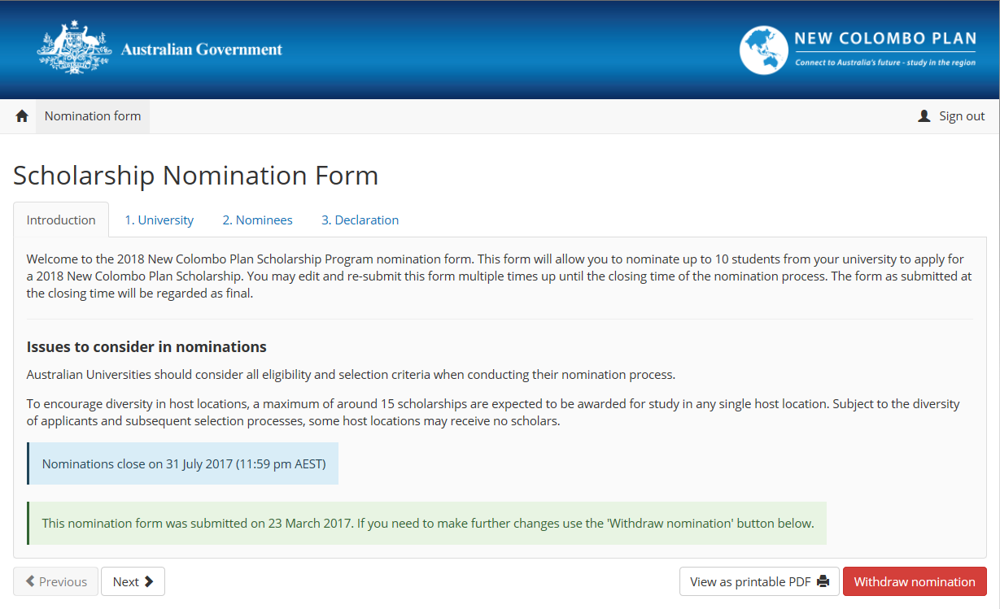 Australian Government
NEW COLOMBO PLAN
Connect to Australia's future - study in the region
Nomination form
Sign out
Scholarship Nomination Form
Introduction
1. University
2. Nominees
3. Declaration
Welcome to the 2018 New Colombo Plan Scholarship Program nomination form. This form will allow you to nominate up to 10 students from your university to apply for
a 2018 New Colombo Plan Scholarship. You may edit and re-submit this form multiple times up until the closing time of the nomination process. The form as submitted at
the closing time will be regarded as final.
Issues to consider in nominations
Australian Universities should consider all eligibility and selection criteria when conducting their nomination process.
To encourage diversity in host locations, a maximum of around 15 scholarships are expected to be awarded for study in any single host location. Subject to the diversity
of applicants and subsequent selection processes, some host locations may receive no scholars.
Nominations close on 31 July 2017 (11:59 pm AEST)
This nomination form was submitted on 23 March 2017. If you need to make further changes use the 'Withdraw nomination' button below.
Previous
Next
View as printable PDF
Withdraw nomination